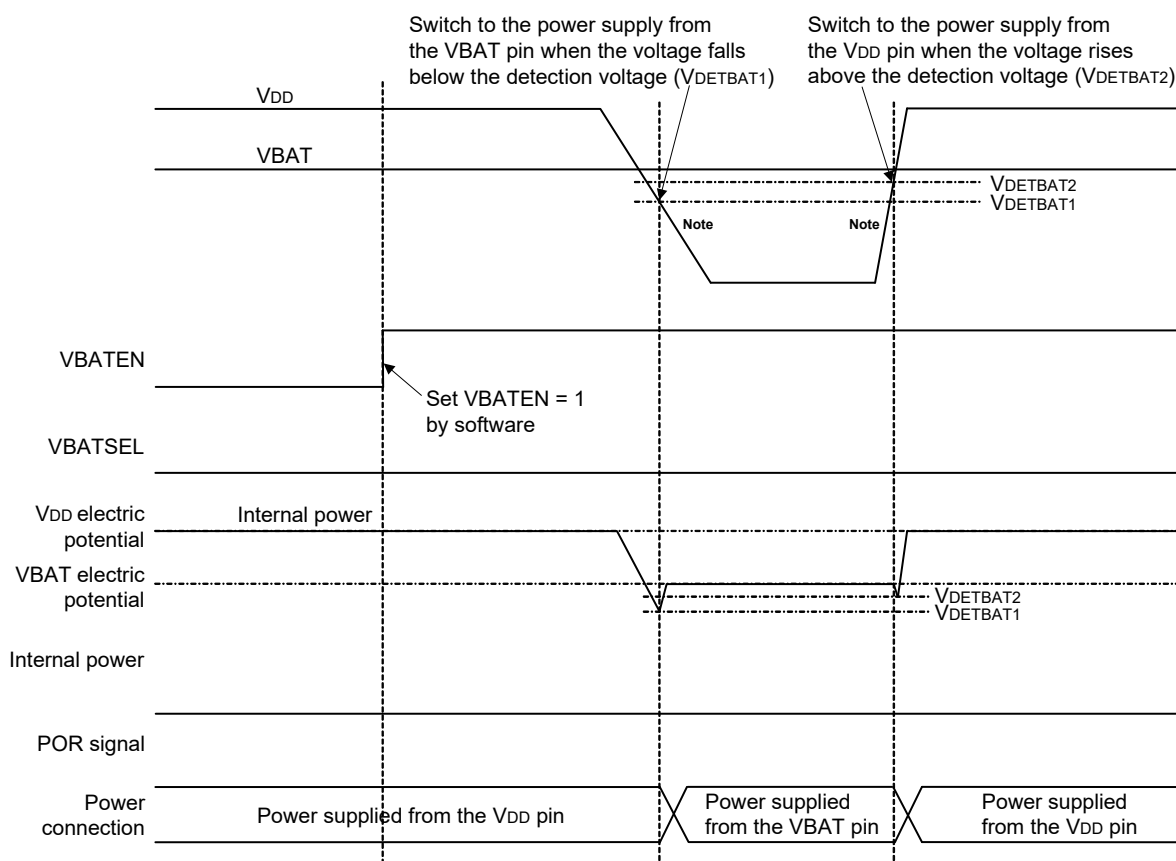 Switch to the power supply from
the VBAT pin when the voltage falls
below the detection voltage (VDETBAT1)
Switch to the power supply from
the VDD pin when the voltage rises
above the detection voltage (VDETBAT2)
VDD
VBAT
VDETBAT2
VDETBAT1
Note
Note
VBATEN
Set VBATEN = 1
by software
VBATSEL
VDD electric
potential
Internal power
VBAT electric
potential
VDETBAT2
VDETBAT1
Internal power
POR signal
Power
connection
Power supplied from the VDD pin
Power supplied
from the VBAT pin
Power supplied
from the VDD pin